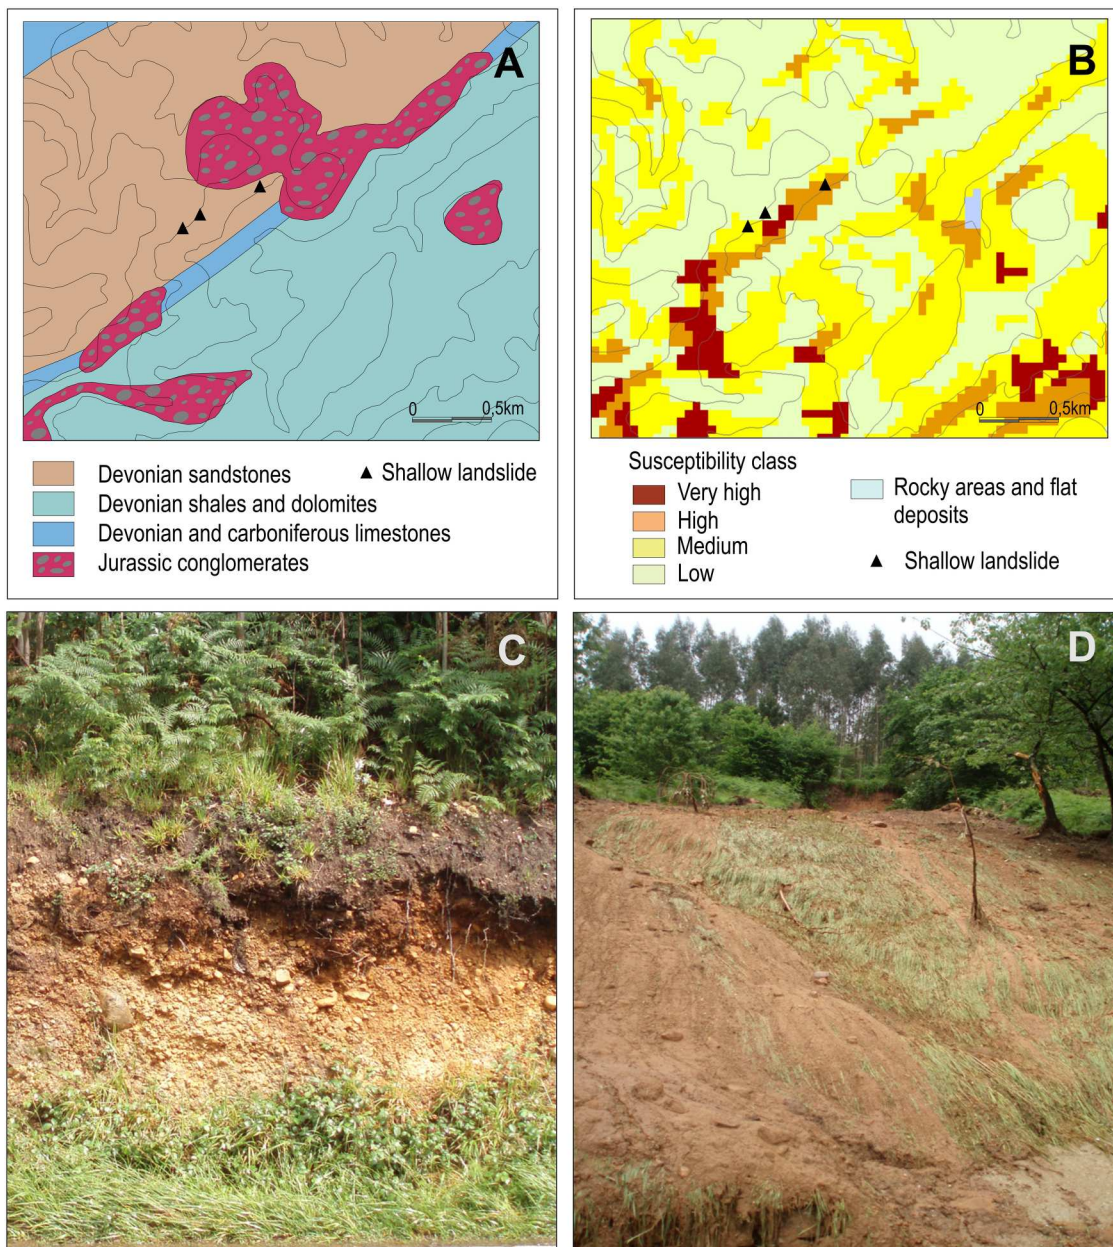 A
0 0,5km
Devonian sandstones
Shallow landslide
Devonian shales and dolomites
Devonian and carboniferous limestones
Jurassic conglomerates
B
0 0,5km
Susceptibility class
Very high
High
Medium
Low
Rocky areas and flat
deposits
Shallow landslide
C
D